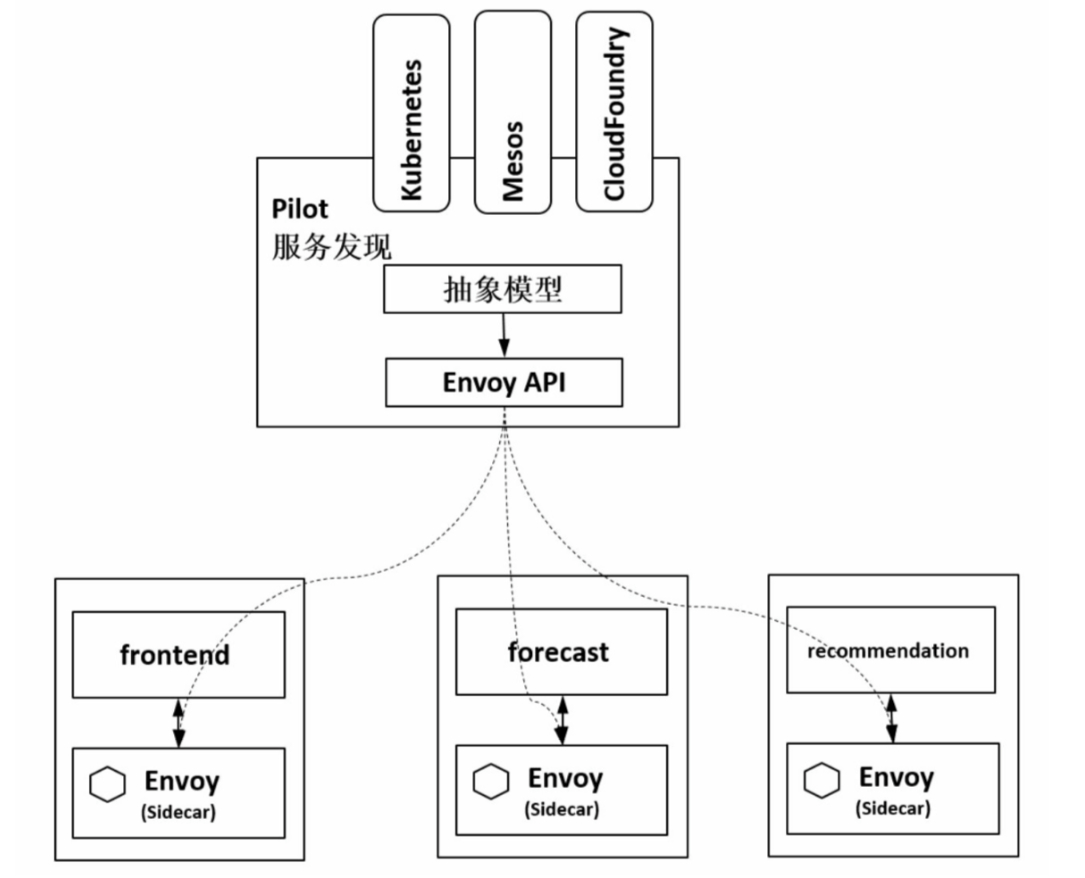 Kubernetes
Mesos
CloudFoundry
Pilot
服务发现
抽象模型
Envoy API
frontend
forecast
recommendation
Envoy
(Sidecar)
Envoy
(Sidecar)
Envoy
(Sidecar)